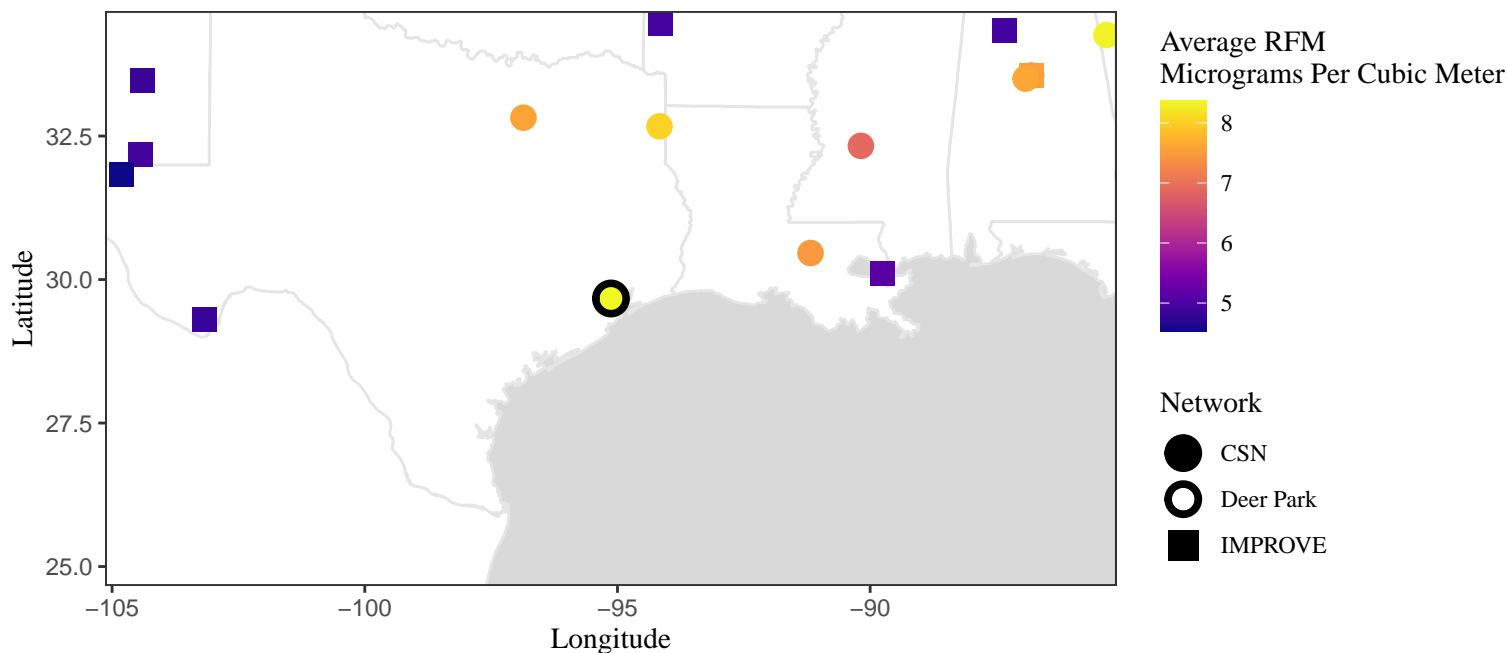 Average RFM
Micrograms Per Cubic Meter
8
7
6
5
Network
CSN
Deer Park
IMPROVE
Latitude
32.5
30.0
27.5
25.0
−105
−100
−95
−90
Longitude